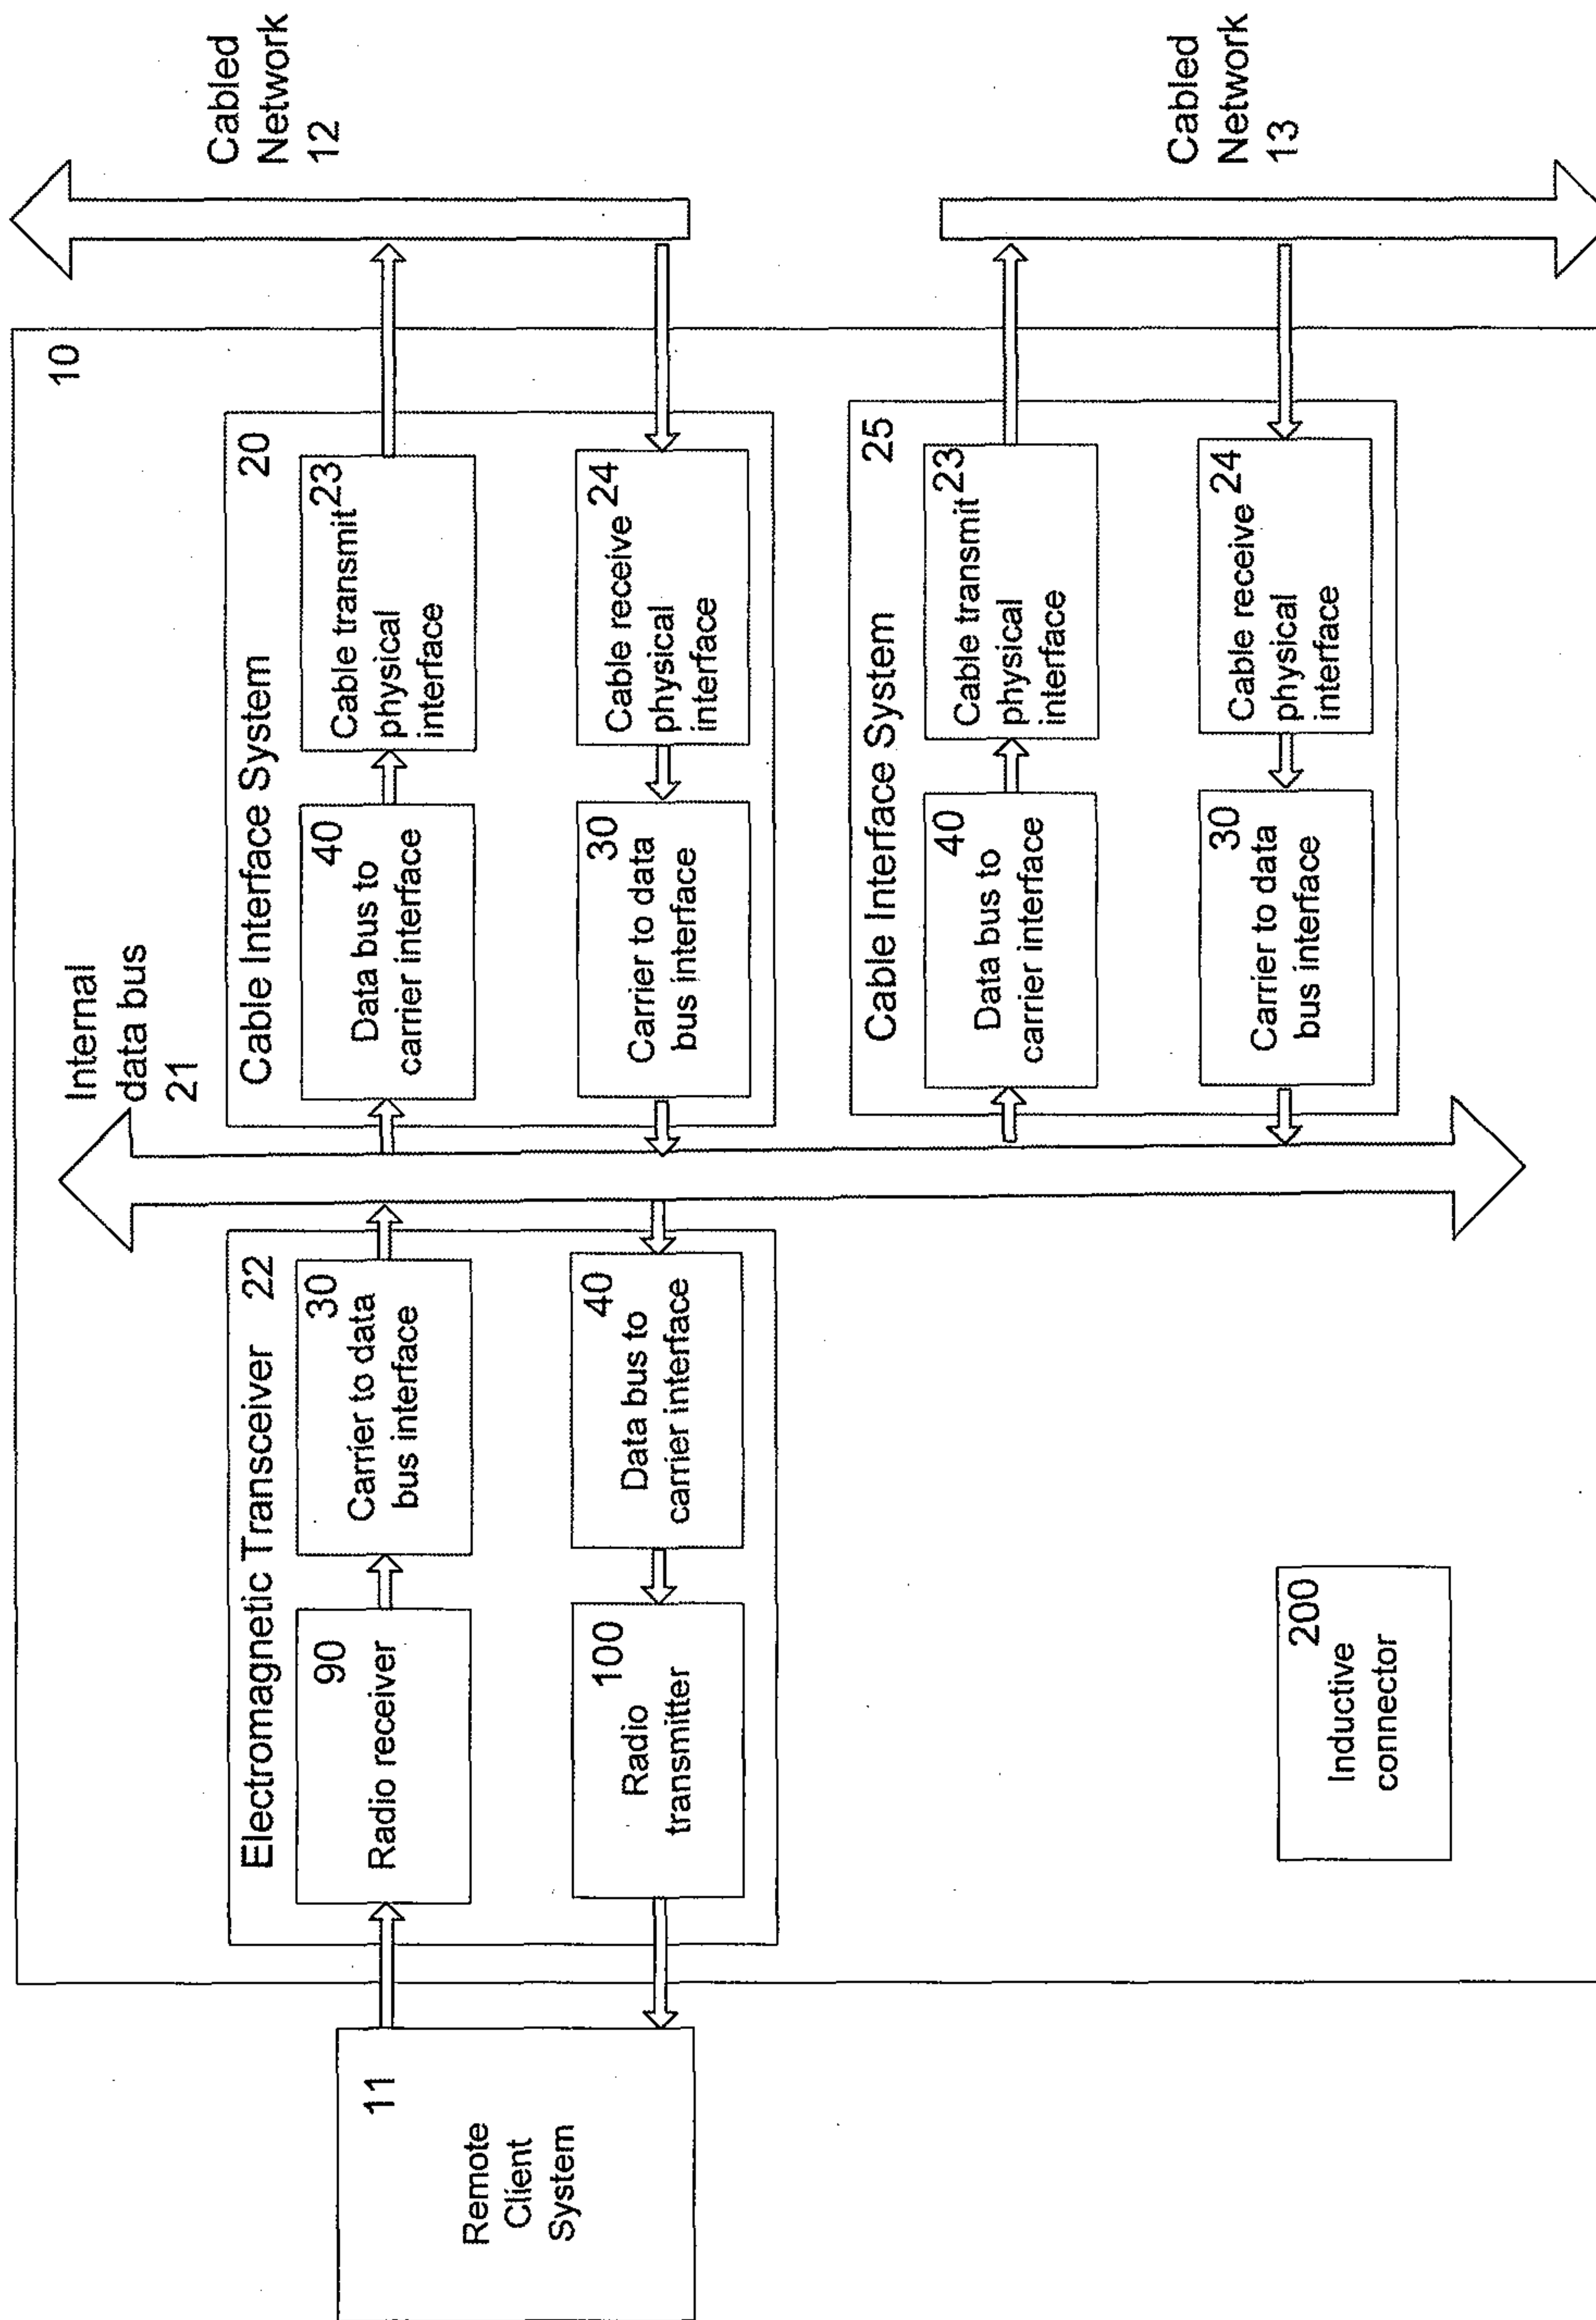 10
Remote
Client
System
11
Electromagnetic Transceiver 22
Radio receiver
90
Carrier to data
bus interface
30
Radio
transmitter
100
Data bus to
carrier interface
40
Inductive
connector
200
Internal
data bus
21
Cable Interface System 20
Data bus to
carrier interface
40
Cable transmit
physical
interface
23
Carrier to data
bus interface
30
Cable receive
physical
interface
24
Cable Interface System 25
Data bus to
carrier interface
40
Cable transmit
physical
interface
23
Carrier to data
bus interface
30
Cable receive
physical
interface
24
Cabled
Network
12
Cabled
Network
13